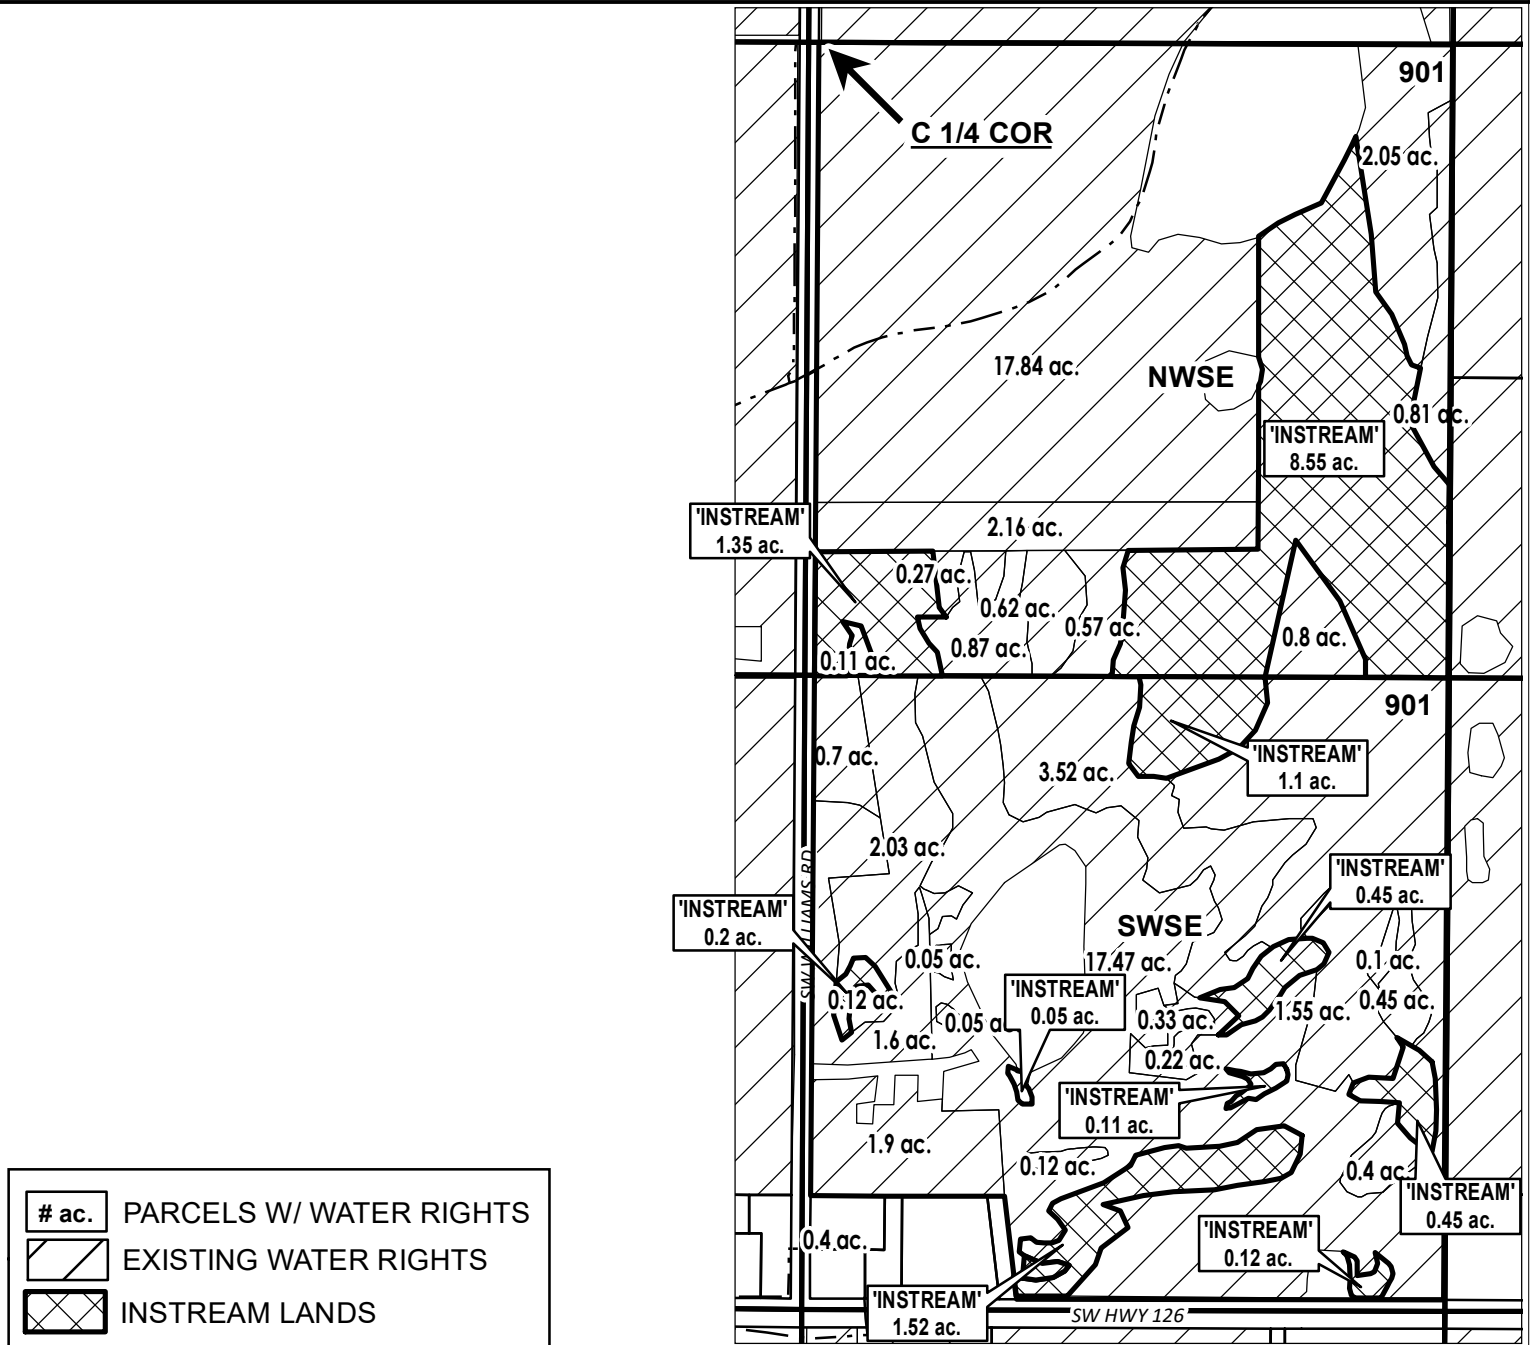 901
C 1/4 COR
2.05 ac.
17.84 ac.
NWSE
0.81 ac.
'INSTREAM'
8.55 ac.
'INSTREAM'
1.35 ac.
2.16 ac.
0.27 ac.
0.62 ac.
0.57 ac.
0.8 ac.
0.87 ac.
0.11 ac.
901
'INSTREAM'
1.1 ac.
0.7 ac.
3.52 ac.
2.03 ac.
SW WILLIAMS RD
'INSTREAM'
0.45 ac.
'INSTREAM'
0.2 ac.
SWSE
0.05 ac.
17.47 ac.
0.1 ac.
0.12 ac.
'INSTREAM'
0.05 ac.
0.45 ac.
1.55 ac.
0.33 ac.
0.05 ac
1.6 ac.
0.22 ac.
'INSTREAM'
0.11 ac.
1.9 ac.
0.12 ac.
0.4 ac.
'INSTREAM'
0.45 ac.
'INSTREAM'
0.12 ac.
0.4 ac.
'INSTREAM'
1.52 ac.
SW HWY 126
# ac. PARCELS W/ WATER RIGHTS
EXISTING WATER RIGHTS
INSTREAM LANDS